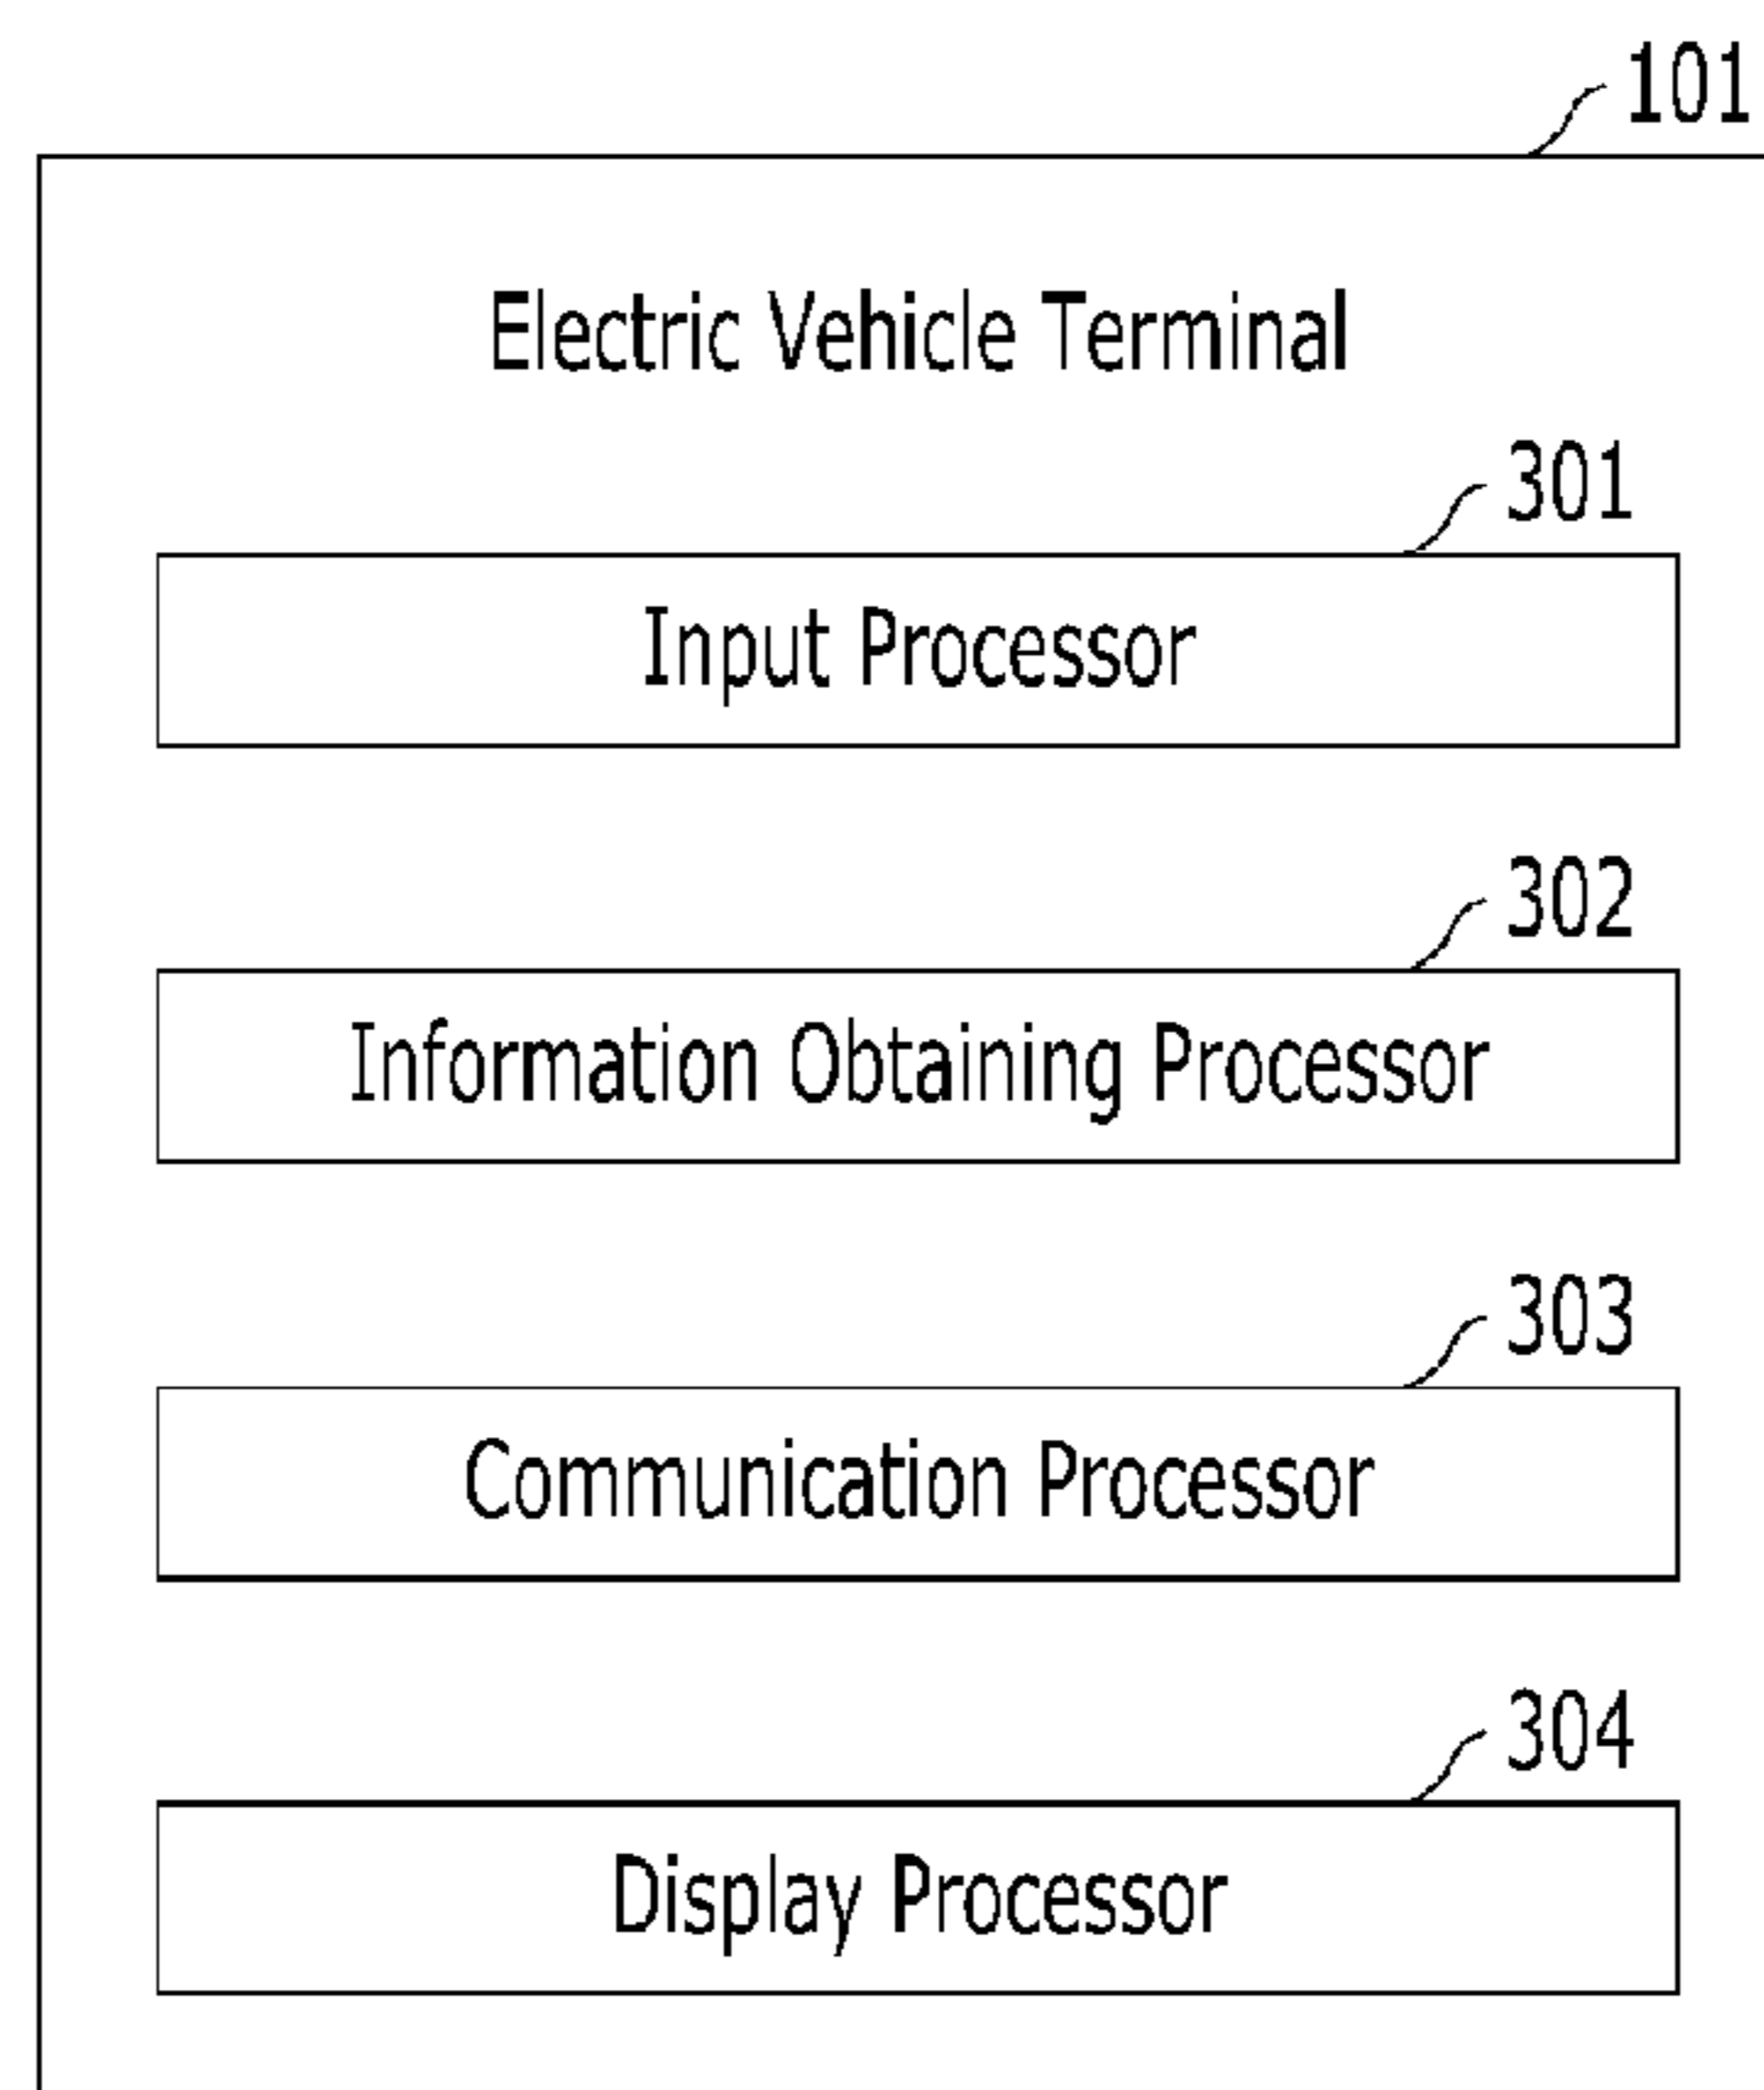 101
Electric Vehicle Terminal
301
Input Processor
302
Information Obtaining Processor
303
Communication Processor
304
Display Processor